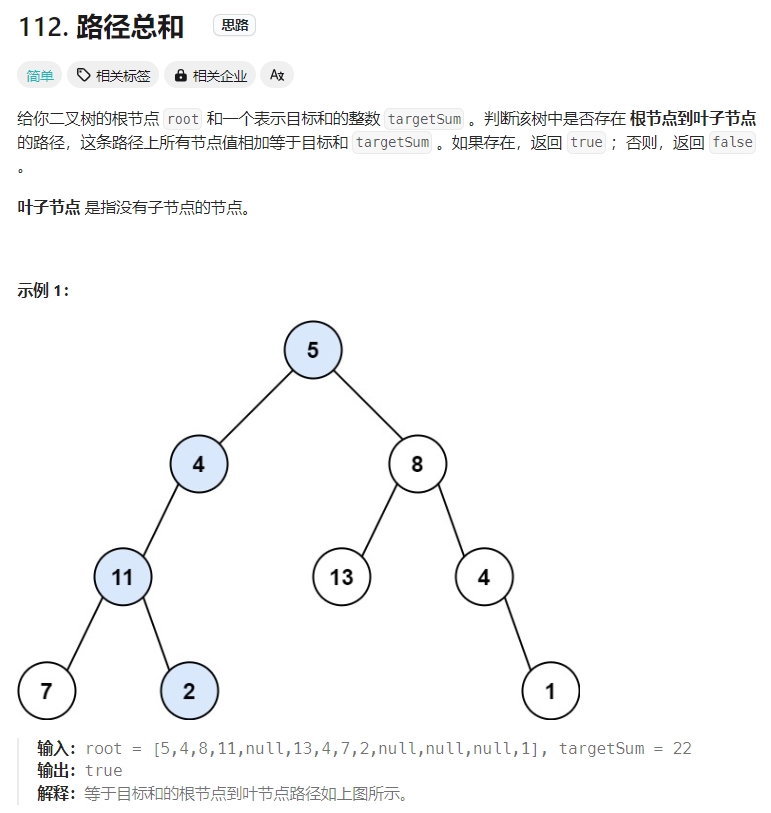 112. 路径总和 思路
简单 相关标签 相关企业 Aあ
给你二叉树的根节点 root 和一个表示目标和的整数 targetSum 。判断该树中是否存在 根节点到叶子节点
的路径，这条路径上所有节点值相加等于目标和 targetSum 。如果存在，返回 true ；否则，返回 false
。
叶子节点 是指没有子节点的节点。
示例 1：
5
4 8
11 13 4
7 2 1
输入：root = [5,4,8,11,null,13,4,7,2,null,null,null,1], targetSum = 22
输出：true
解释：等于目标和的根节点到叶节点路径如上图所示。